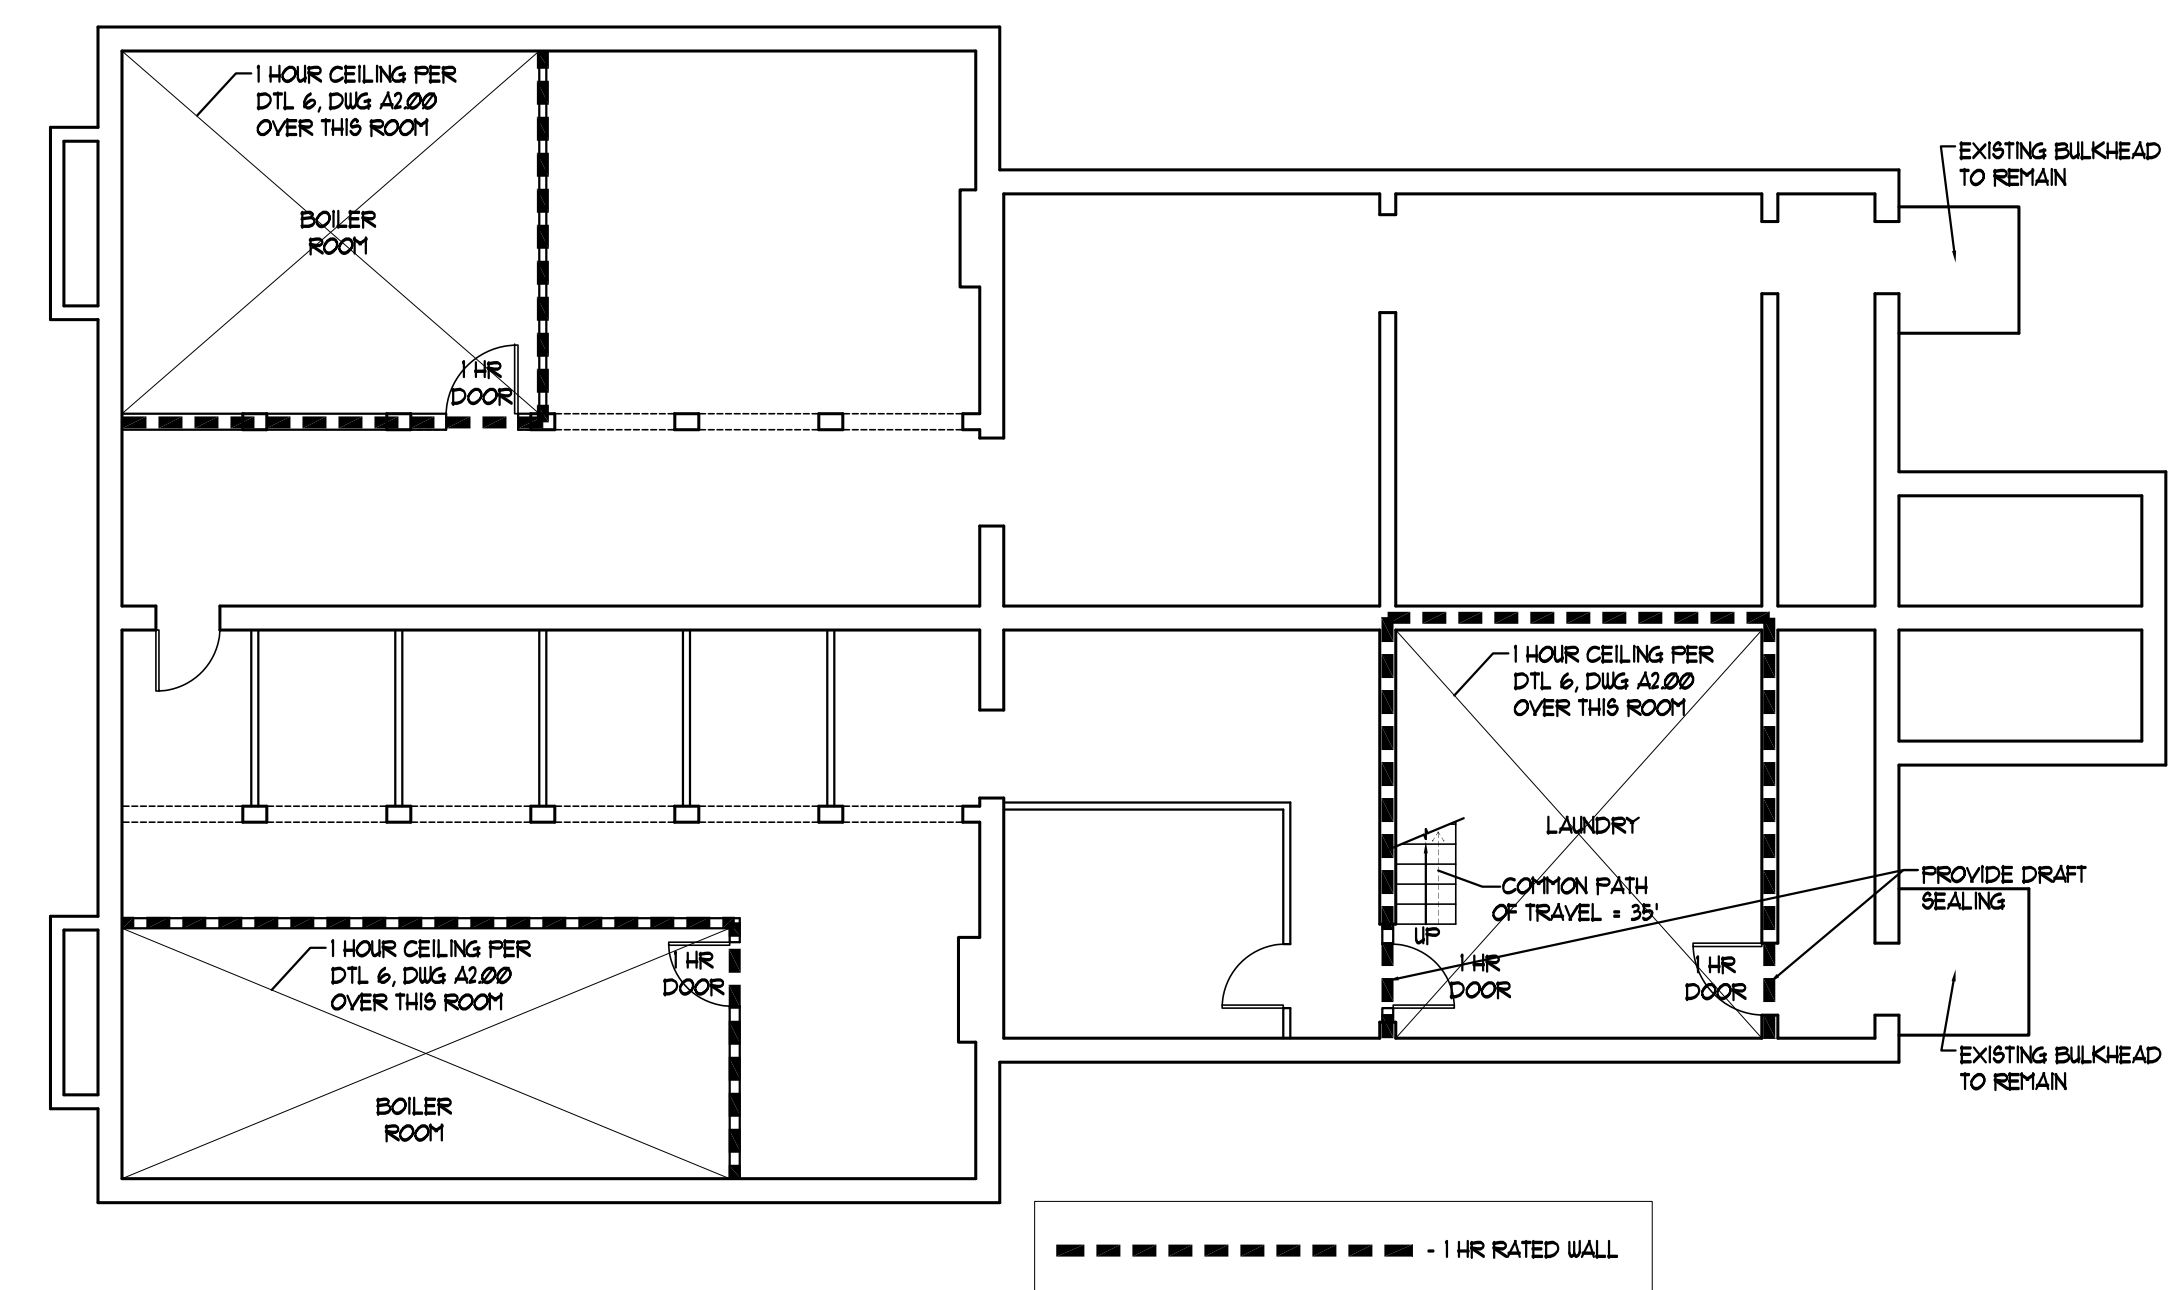 1 HOUR CEILING PER
DTL 6, DWG A2.00
OVER THIS ROOM
BOILER
ROOM
1 HR
DOOR
EXISTING BULKHEAD
TO REMAIN
1 HOUR CEILING PER
DTL 6, DWG A2.00
OVER THIS ROOM
LAUNDRY
COMMON PATH
OF TRAVEL = 35'
UP
1 HR
DOOR
1 HR
DOOR
PROVIDE DRAFT
SEALING
EXISTING BULKHEAD
TO REMAIN
1 HOUR CEILING PER
DTL 6, DWG A2.00
OVER THIS ROOM
1 HR
DOOR
BOILER
ROOM
- 1 HR RATED WALL